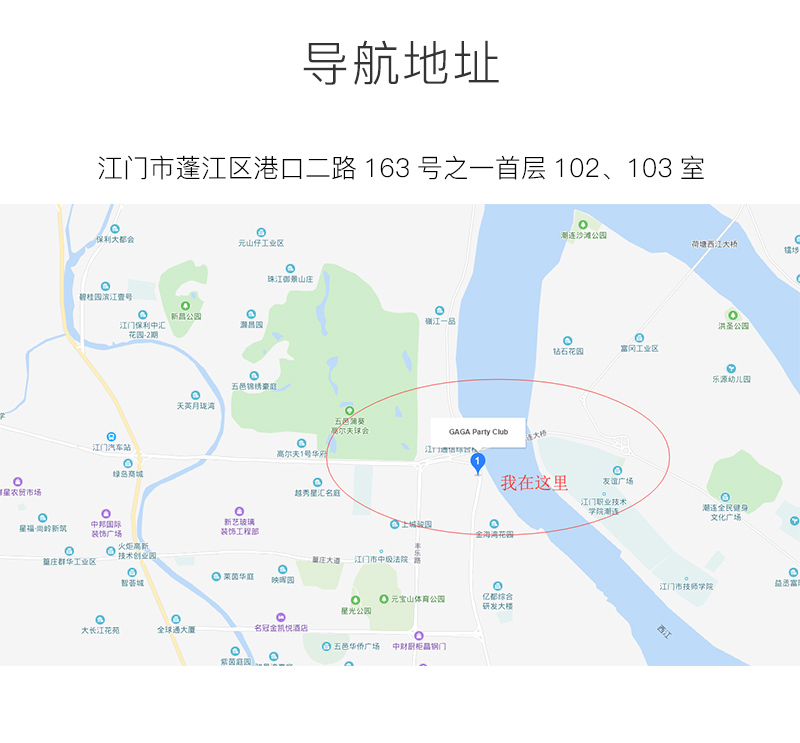 导航地址
江门市蓬江区港口二路 163 号之一首层 102、103 室
保利大都会
元山仔工业区
潮连沙滩公园
荷塘西江大桥
珠江御景山庄
碧桂园滨江壹号
新昌公园
江门保利中汇
花园-2期
灏昌园
嶺江一品
洪圣公园
钻石花园
富冈工业区
五邑锦绣豪庭
乐源幼儿园
天英月珑湾
五邑蒲葵
高尔夫球会
GAGA Party Club
连大桥
江门汽车站
高尔夫1号华府
江门通信综合楼
1
我在这里
绿岛商城
友谊广场
越秀星汇名庭
江门职业技术
学院潮连
潮连全民健身
文化广场
星农贸市场
中邦国际
装饰广场
新艺玻璃
装饰工程部
上城骏园
金海湾花园
星福·尚岭新筑
火炬高新
技术创业园
篁庄群华工业区
篁庄大道
丰乐路
江门市中级法院
智荟城
莱茵华庭
映晖园
亿都综合
研发大楼
江门市技师学院
益丞物
星光公园
元宝山体育公园
大长江花苑
全球通大厦
名冠金凯悦酒店
西江
紫茵庭园
五邑华侨广场
中财厨柜晶钢门